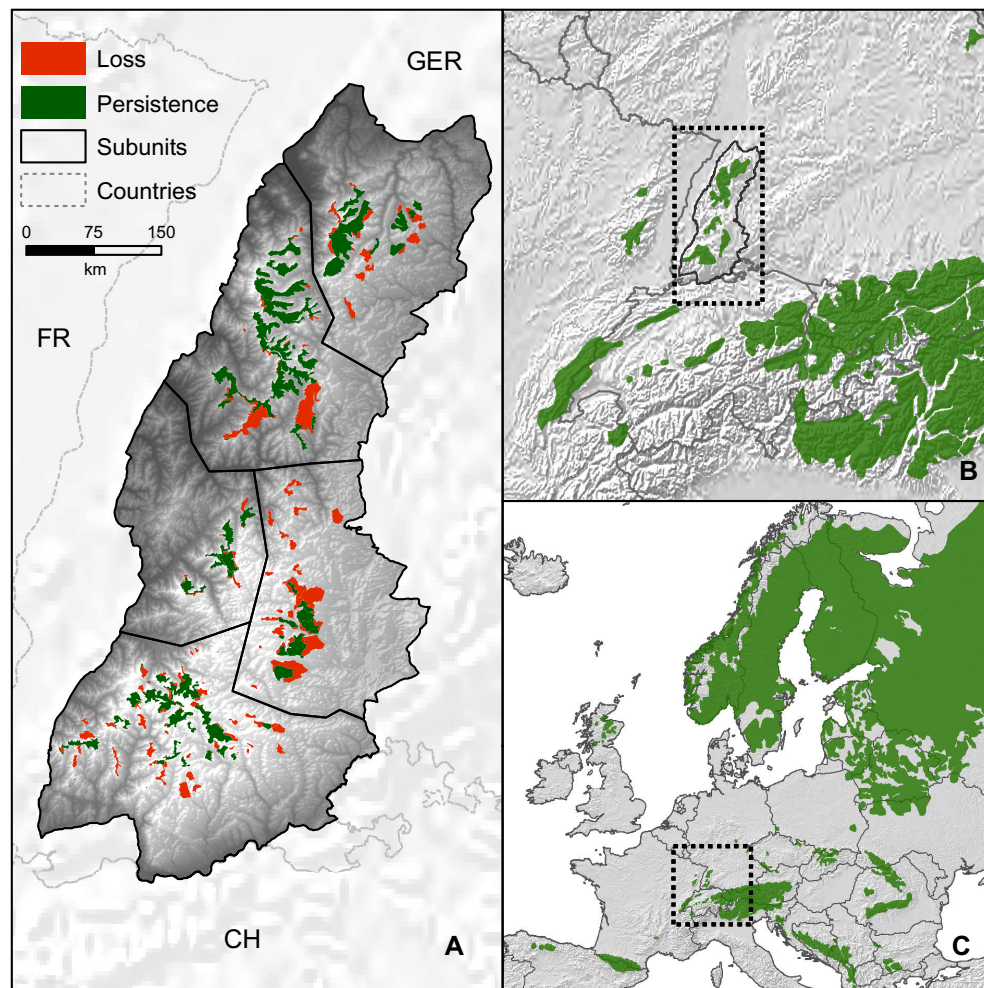 Loss
Persistence
Subunits
Countries
0 75 150
km
GER
FR
CH
A
B
C